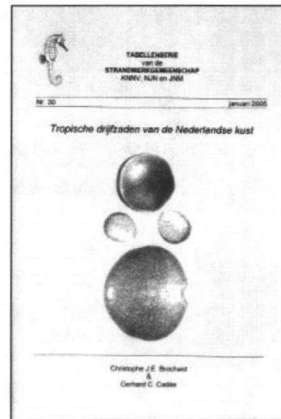 TABELLENSERIE
van de
STRANDWERKGEMEENSCHAP
KNNV, NJN en JNM
Nr. 30 januari 2005
Tropische drijfzaden van de Nederlandse kust
Christophe J.E. Brochard
&
Gerhard C. Cadée